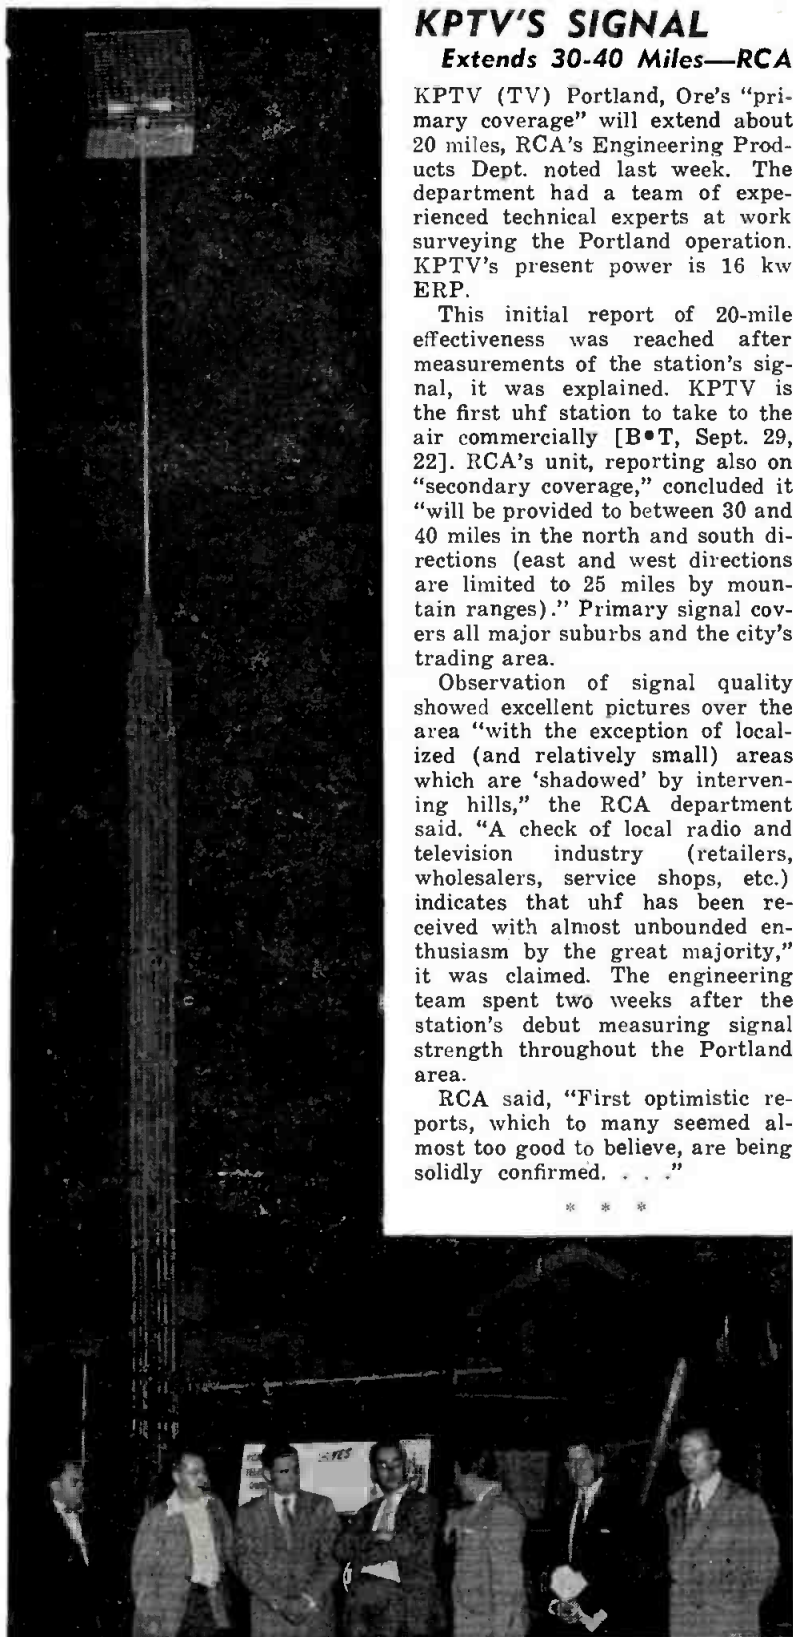 KPTV'S SIGNAL
Extends 30-40 Miles—RCA
KPTV (TV) Portland, Ore's "pri-
mary coverage" will extend about
20 miles, RCA's Engineering Prod-
ucts Dept. noted last week. The
department had a team of expe-
rienced technical experts at work
surveying the Portland operation.
KPTV's present power is 16 kw
ERP.
This initial report of 20-mile
effectiveness was reached after
measurements of the station's sig-
nal, it was explained. KPTV is
the first uhf station to take to the
air commercially [B•T, Sept. 29,
22]. RCA's unit, reporting also on
"secondary coverage," concluded it
"will be provided to between 30 and
40 miles in the north and south di-
rections (east and west directions
are limited to 25 miles by moun-
tain ranges)." Primary signal cov-
ers all major suburbs and the city's
trading area.
Observation of signal quality
showed excellent pictures over the
area "with the exception of local-
ized (and relatively small) areas
which are 'shadowed' by interven-
ing hills," the RCA department
said. "A check of local radio and
television industry (retailers,
wholesalers, service shops, etc.)
indicates that uhf has been re-
ceived with almost unbounded en-
thusiasm by the great majority,"
it was claimed. The engineering
team spent two weeks after the
station's debut measuring signal
strength throughout the Portland
area.
RCA said, "First optimistic re-
ports, which to many seemed al-
most too good to believe, are being
solidly confirmed. . . ."
* * *